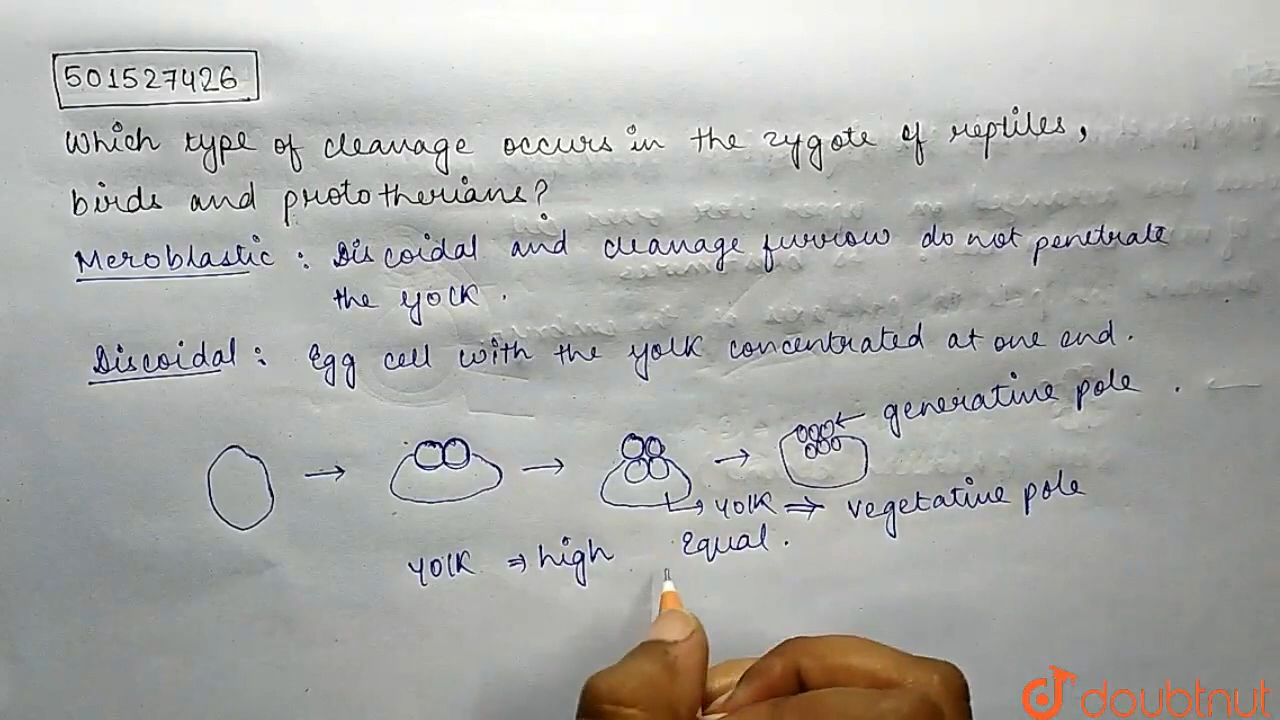 501527426
Which type of cleavage occurs in the zygote of reptiles,
birds and prototherians?
Meroblastic : Discoidal and cleavage furrow do not penetrate
the yolk.
Discoidal : Egg cell with the yolk concentrated at one end.
generative pole.
yolk ⇒ vegetative pole
yolk ⇒ high Equal.
doubtnut